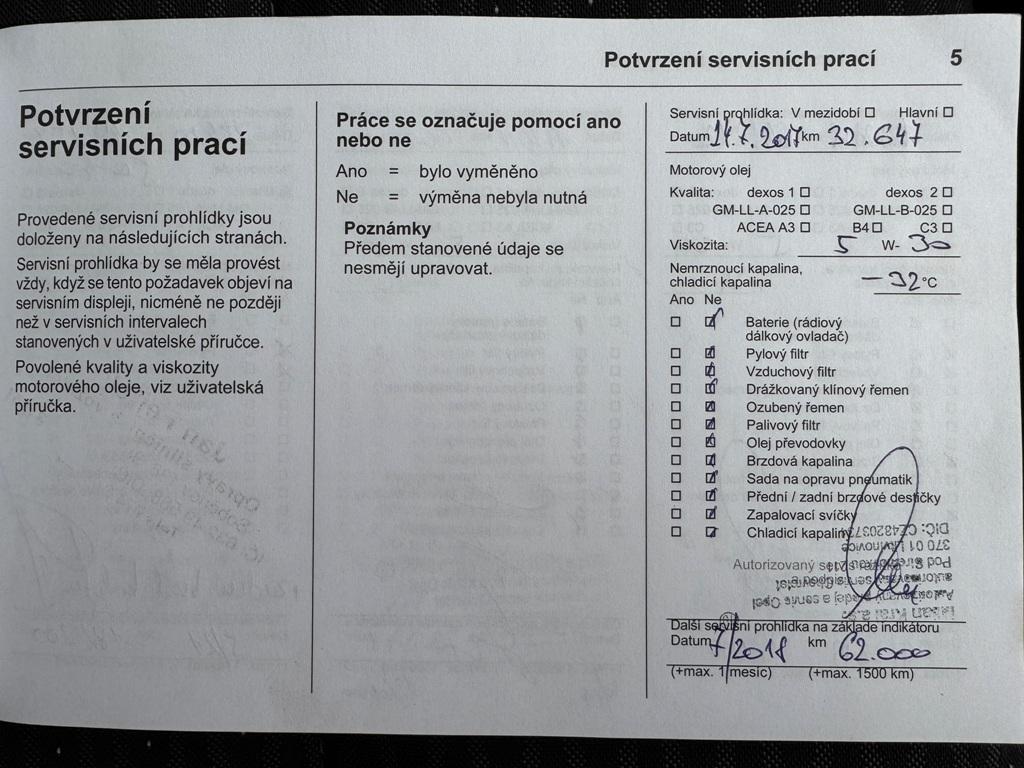 Potvrzení servisních prací 5
Potvrzení
servisních prací
Provedené servisní prohlídky jsou
doloženy na následujících stranách.
Servisní prohlídka by se měla provést
vždy, když se tento požadavek objeví na
servisním displeji, nicméně ne později
než v servisních intervalech
stanovených v uživatelské příručce.
Povolené kvality a viskozity
motorového oleje, viz uživatelská
příručka.
Práce se označuje pomocí ano
nebo ne
Ano = bylo vyměněno
Ne = výměna nebyla nutná
Poznámky
Předem stanovené údaje se
nesmějí upravovat.
Servisní prohlídka: V mezidobí ☐ Hlavní ☐
Datum 14.7.2017 km 32.647
Motorový olej
Kvalita: dexos 1 ☐ dexos 2 ☐
GM-LL-A-025 ☐ GM-LL-B-025 ☐
ACEA A3 ☐ B4 ☐ C3 ☐
Viskozita: 5 W- 30
Nemrznoucí kapalina,
chladicí kapalina -32 °C
Ano Ne
Baterie (rádiový
dálkový ovladač)
Pylový filtr
Vzduchový filtr
Drážkovaný klínový řemen
Ozubený řemen
Palivový filtr
Olej převodovky
Brzdová kapalina
Sada na opravu pneumatik
Přední / zadní brzdové destičky
Zapalovací svíčky
Chladicí kapalina
Autorizovaný
Další servisní prohlídka na základě indikátoru
Datum 7/2018 km 62.000
(+max. 1 měsíc) (+max. 1500 km)